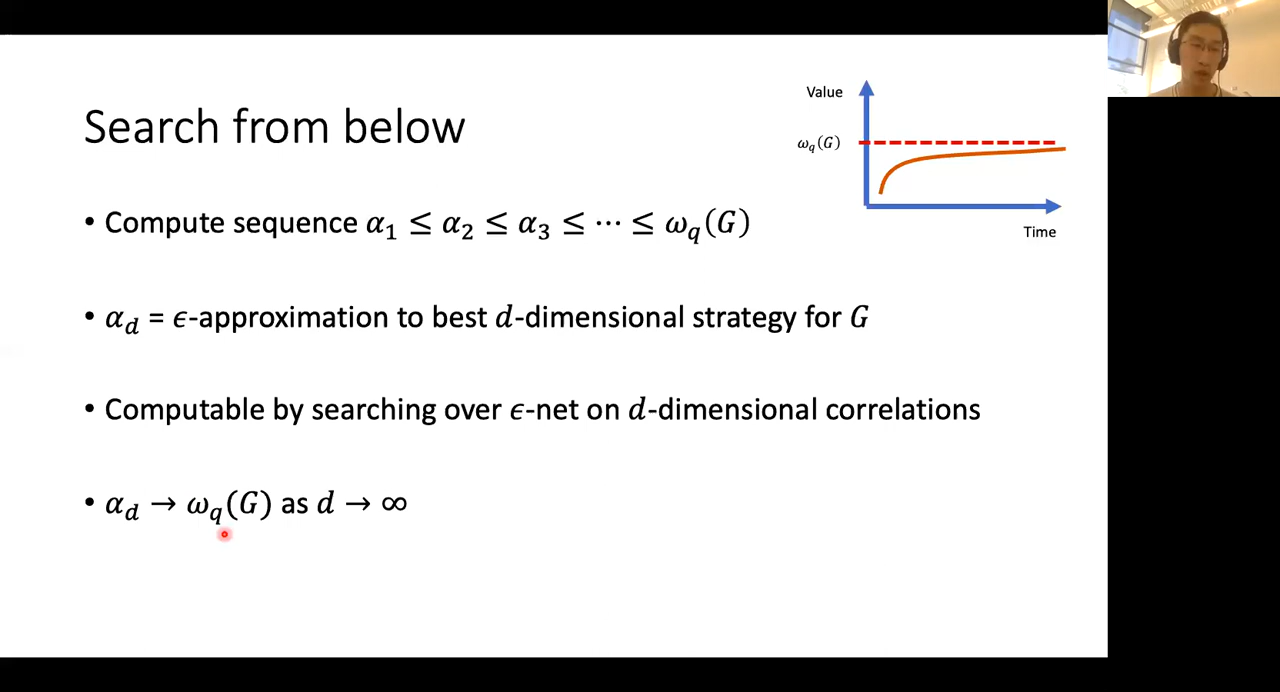 Search from below
Value
ω_q(G)
Time
• Compute sequence α₁ ≤ α₂ ≤ α₃ ≤ ⋯ ≤ ω_q(G)
• α_d = ϵ-approximation to best d-dimensional strategy for G
• Computable by searching over ϵ-net on d-dimensional correlations
• α_d → ω_q(G) as d → ∞